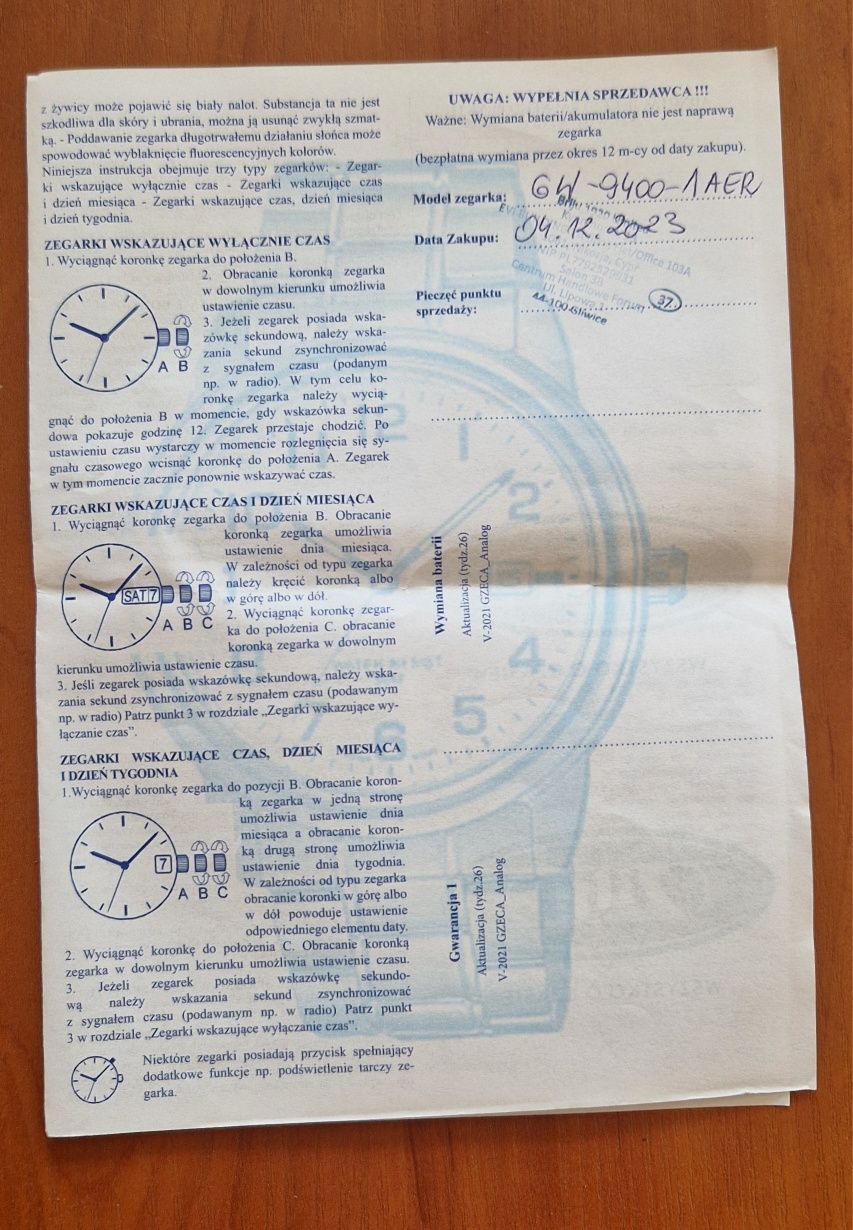 z żywicy może pojawić się biały nalot. Substancja ta nie jest
szkodliwa dla skóry i ubrania, można ją usunąć zwykłą szmat-
ką. - Poddawanie zegarka długotrwałemu działaniu słońca może
spowodować wyblaknięcie fluorescencyjnych kolorów.
Niniejsza instrukcja obejmuje trzy typy zegarków: - Zegar-
ki wskazujące wyłącznie czas - Zegarki wskazujące czas
i dzień miesiąca - Zegarki wskazujące czas, dzień miesiąca
i dzień tygodnia.
ZEGARKI WSKAZUJĄCE WYŁĄCZNIE CZAS
1. Wyciągnąć koronkę zegarka do położenia B.
2. Obracanie koronką zegarka
w dowolnym kierunku umożliwia
ustawienie czasu.
3. Jeżeli zegarek posiada wska-
zówkę sekundową, należy wska-
zania sekund zsynchronizować
z sygnałem czasu (podanym
np. w radio). W tym celu ko-
ronkę zegarka należy wycią-
A B
gnąć do położenia B w momencie, gdy wskazówka sekun-
dowa pokazuje godzinę 12. Zegarek przestaje chodzić. Po
ustawieniu czasu wystarczy w momencie rozlegnięcia się sy-
gnału czasowego wcisnąć koronkę do położenia A. Zegarek
w tym momencie zacznie ponownie wskazywać czas.
ZEGARKI WSKAZUJĄCE CZAS I DZIEŃ MIESIĄCA
1. Wyciągnąć koronkę zegarka do położenia B. Obracanie
koronką zegarka umożliwia
ustawienie dnia miesiąca.
W zależności od typu zegarka
należy kręcić koronką albo
w górę albo w dół.
2. Wyciągnąć koronkę zegar-
ka do położenia C. obracanie
koronką zegarka w dowolnym
SAT 7
A B C
kierunku umożliwia ustawienie czasu.
3. Jeśli zegarek posiada wskazówkę sekundową, należy wska-
zania sekund zsynchronizować z sygnałem czasu (podawanym
np. w radio) Patrz punkt 3 w rozdziale „Zegarki wskazujące wy-
łączanie czas”.
ZEGARKI WSKAZUJĄCE CZAS, DZIEŃ MIESIĄCA
I DZIEŃ TYGODNIA
1.Wyciągnąć koronkę zegarka do pozycji B. Obracanie koron-
ką zegarka w jedną stronę
umożliwia ustawienie dnia
miesiąca a obracanie koron-
ką drugą stronę umożliwia
ustawienie dnia tygodnia.
W zależności od typu zegarka
obracanie koronki w górę albo
w dół powoduje ustawienie
odpowiedniego elementu daty.
7
A B C
2. Wyciągnąć koronkę do położenia C. Obracanie koronką
zegarka w dowolnym kierunku umożliwia ustawienie czasu.
3. Jeżeli zegarek posiada wskazówkę sekundo-
wą należy wskazania sekund zsynchronizować
z sygnałem czasu (podawanym np. w radio) Patrz punkt
3 w rozdziale „Zegarki wskazujące wyłączanie czas”.
Niektóre zegarki posiadają przycisk spełniający
dodatkowe funkcje np. podświetlenie tarczy ze-
garka.
UWAGA: WYPEŁNIA SPRZEDAWCA !!!
Ważne: Wymiana baterii/akumulatora nie jest naprawą
zegarka
(bezpłatna wymiana przez okres 12 m-cy od daty zakupu).
Model zegarka: GW-9400-1AER
Data Zakupu: 04.12.2023
Pieczęć punktu
sprzedaży:
Office 103A
Salon 38
Centrum Handlowe Forum
Ul. Lipowa 1
44-100 Gliwice
37.
1
2
4
5
6
Wymiana baterii
Aktualizacja (tydz.26)
V-2021 GZECA_Analog
Gwarancja 1
Aktualizacja (tydz.26)
V-2021 GZECA_Analog